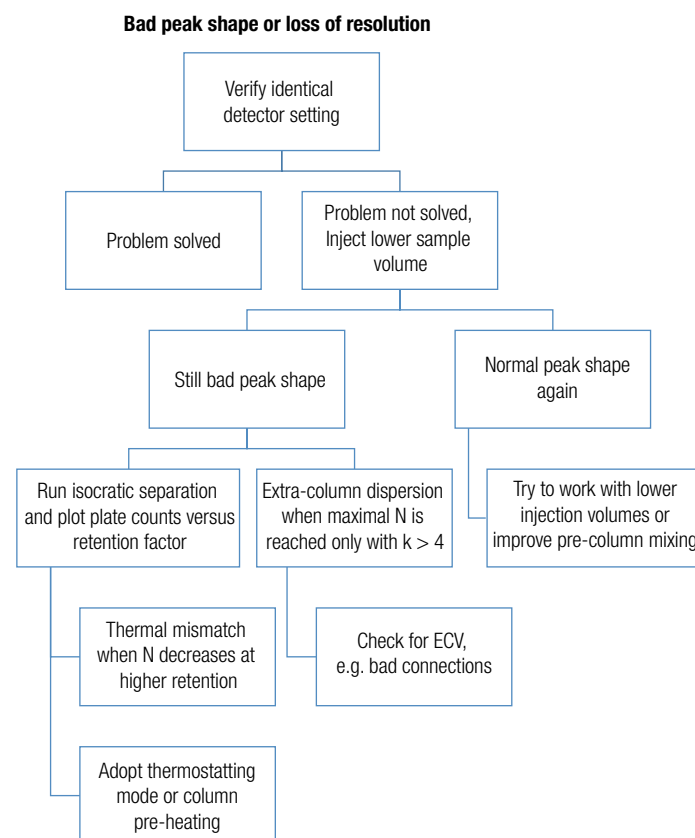 Bad peak shape or loss of resolution
Verify identical
detector setting
Problem solved
Problem not solved,
Inject lower sample
volume
Still bad peak shape
Normal peak shape
again
Run isocratic separation
and plot plate counts versus
retention factor
Extra-column dispersion
when maximal N is
reached only with k > 4
Try to work with lower
injection volumes or
improve pre-column mixing
Thermal mismatch
when N decreases at
higher retention
Check for ECV,
e.g. bad connections
Adopt thermostatting
mode or column
pre-heating